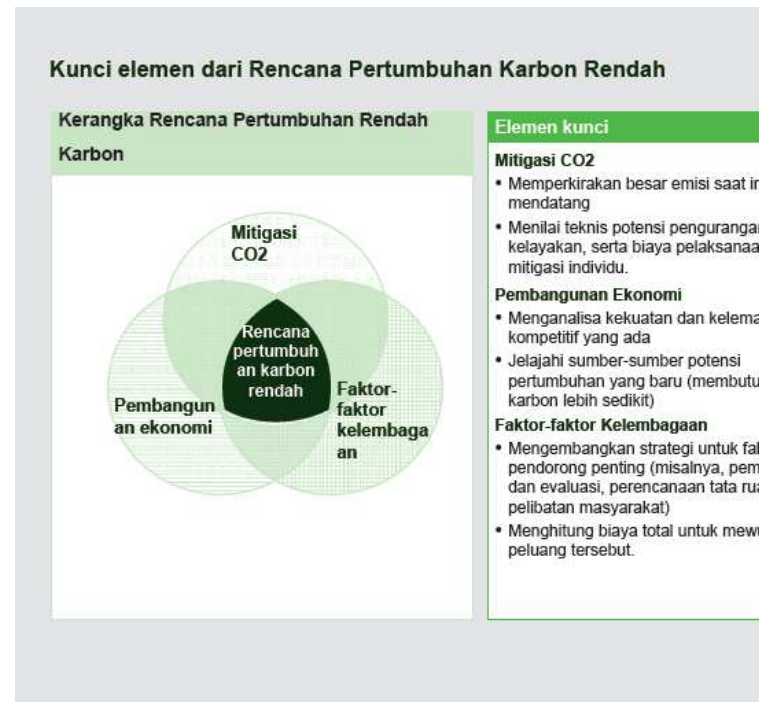 Kunci elemen dari Rencana Pertumbuhan Karbon Rendah
Kerangka Rencana Pertumbuhan Rendah
Karbon
Mitigasi
CO2
Rencana
pertumbuh
an karbon
rendah
Pembangun
an ekonomi
Faktor-
faktor
kelembaga
an
Elemen kunci
Mitigasi CO2
• Memperkirakan besar emisi saat
mendatang
• Menilai teknis potensi
kelayakan, serta biaya
mitigasi individu.
Pembangunan Ekonomi
• Menganalisa kekuatan dan
kompetitif yang ada
• Jelajahi sumber-sumber potensi
pertumbuhan yang baru
karbon lebih sedikit)
Faktor-faktor Kelembagaan
• Mengembangkan strategi untuk
pendorong penting (misalnya,
dan evaluasi, perencanaan tata
pelibatan masyarakat)
• Menghitung biaya total untuk
peluang tersebut.